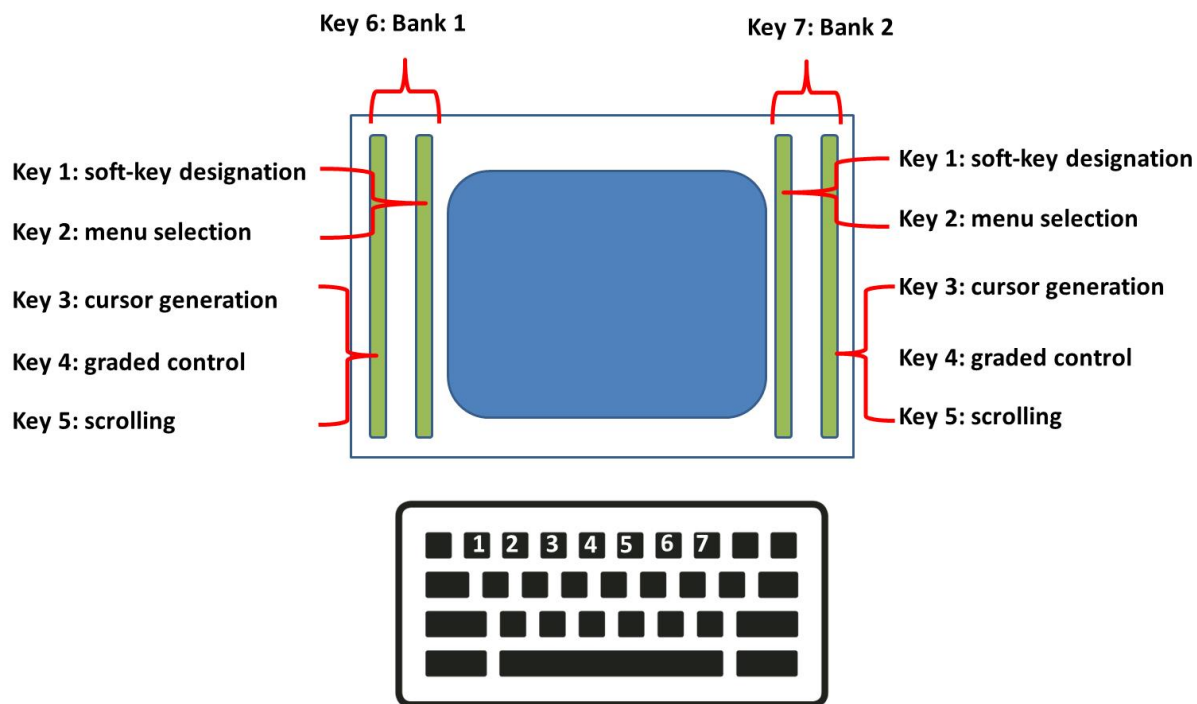 Key 6: Bank 1
Key 7: Bank 2
Key 1: soft-key designation
Key 2: menu selection
Key 3: cursor generation
Key 4: graded control
Key 5: scrolling
Key 1: soft-key designation
Key 2: menu selection
Key 3: cursor generation
Key 4: graded control
Key 5: scrolling
1 2 3 4 5 6 7